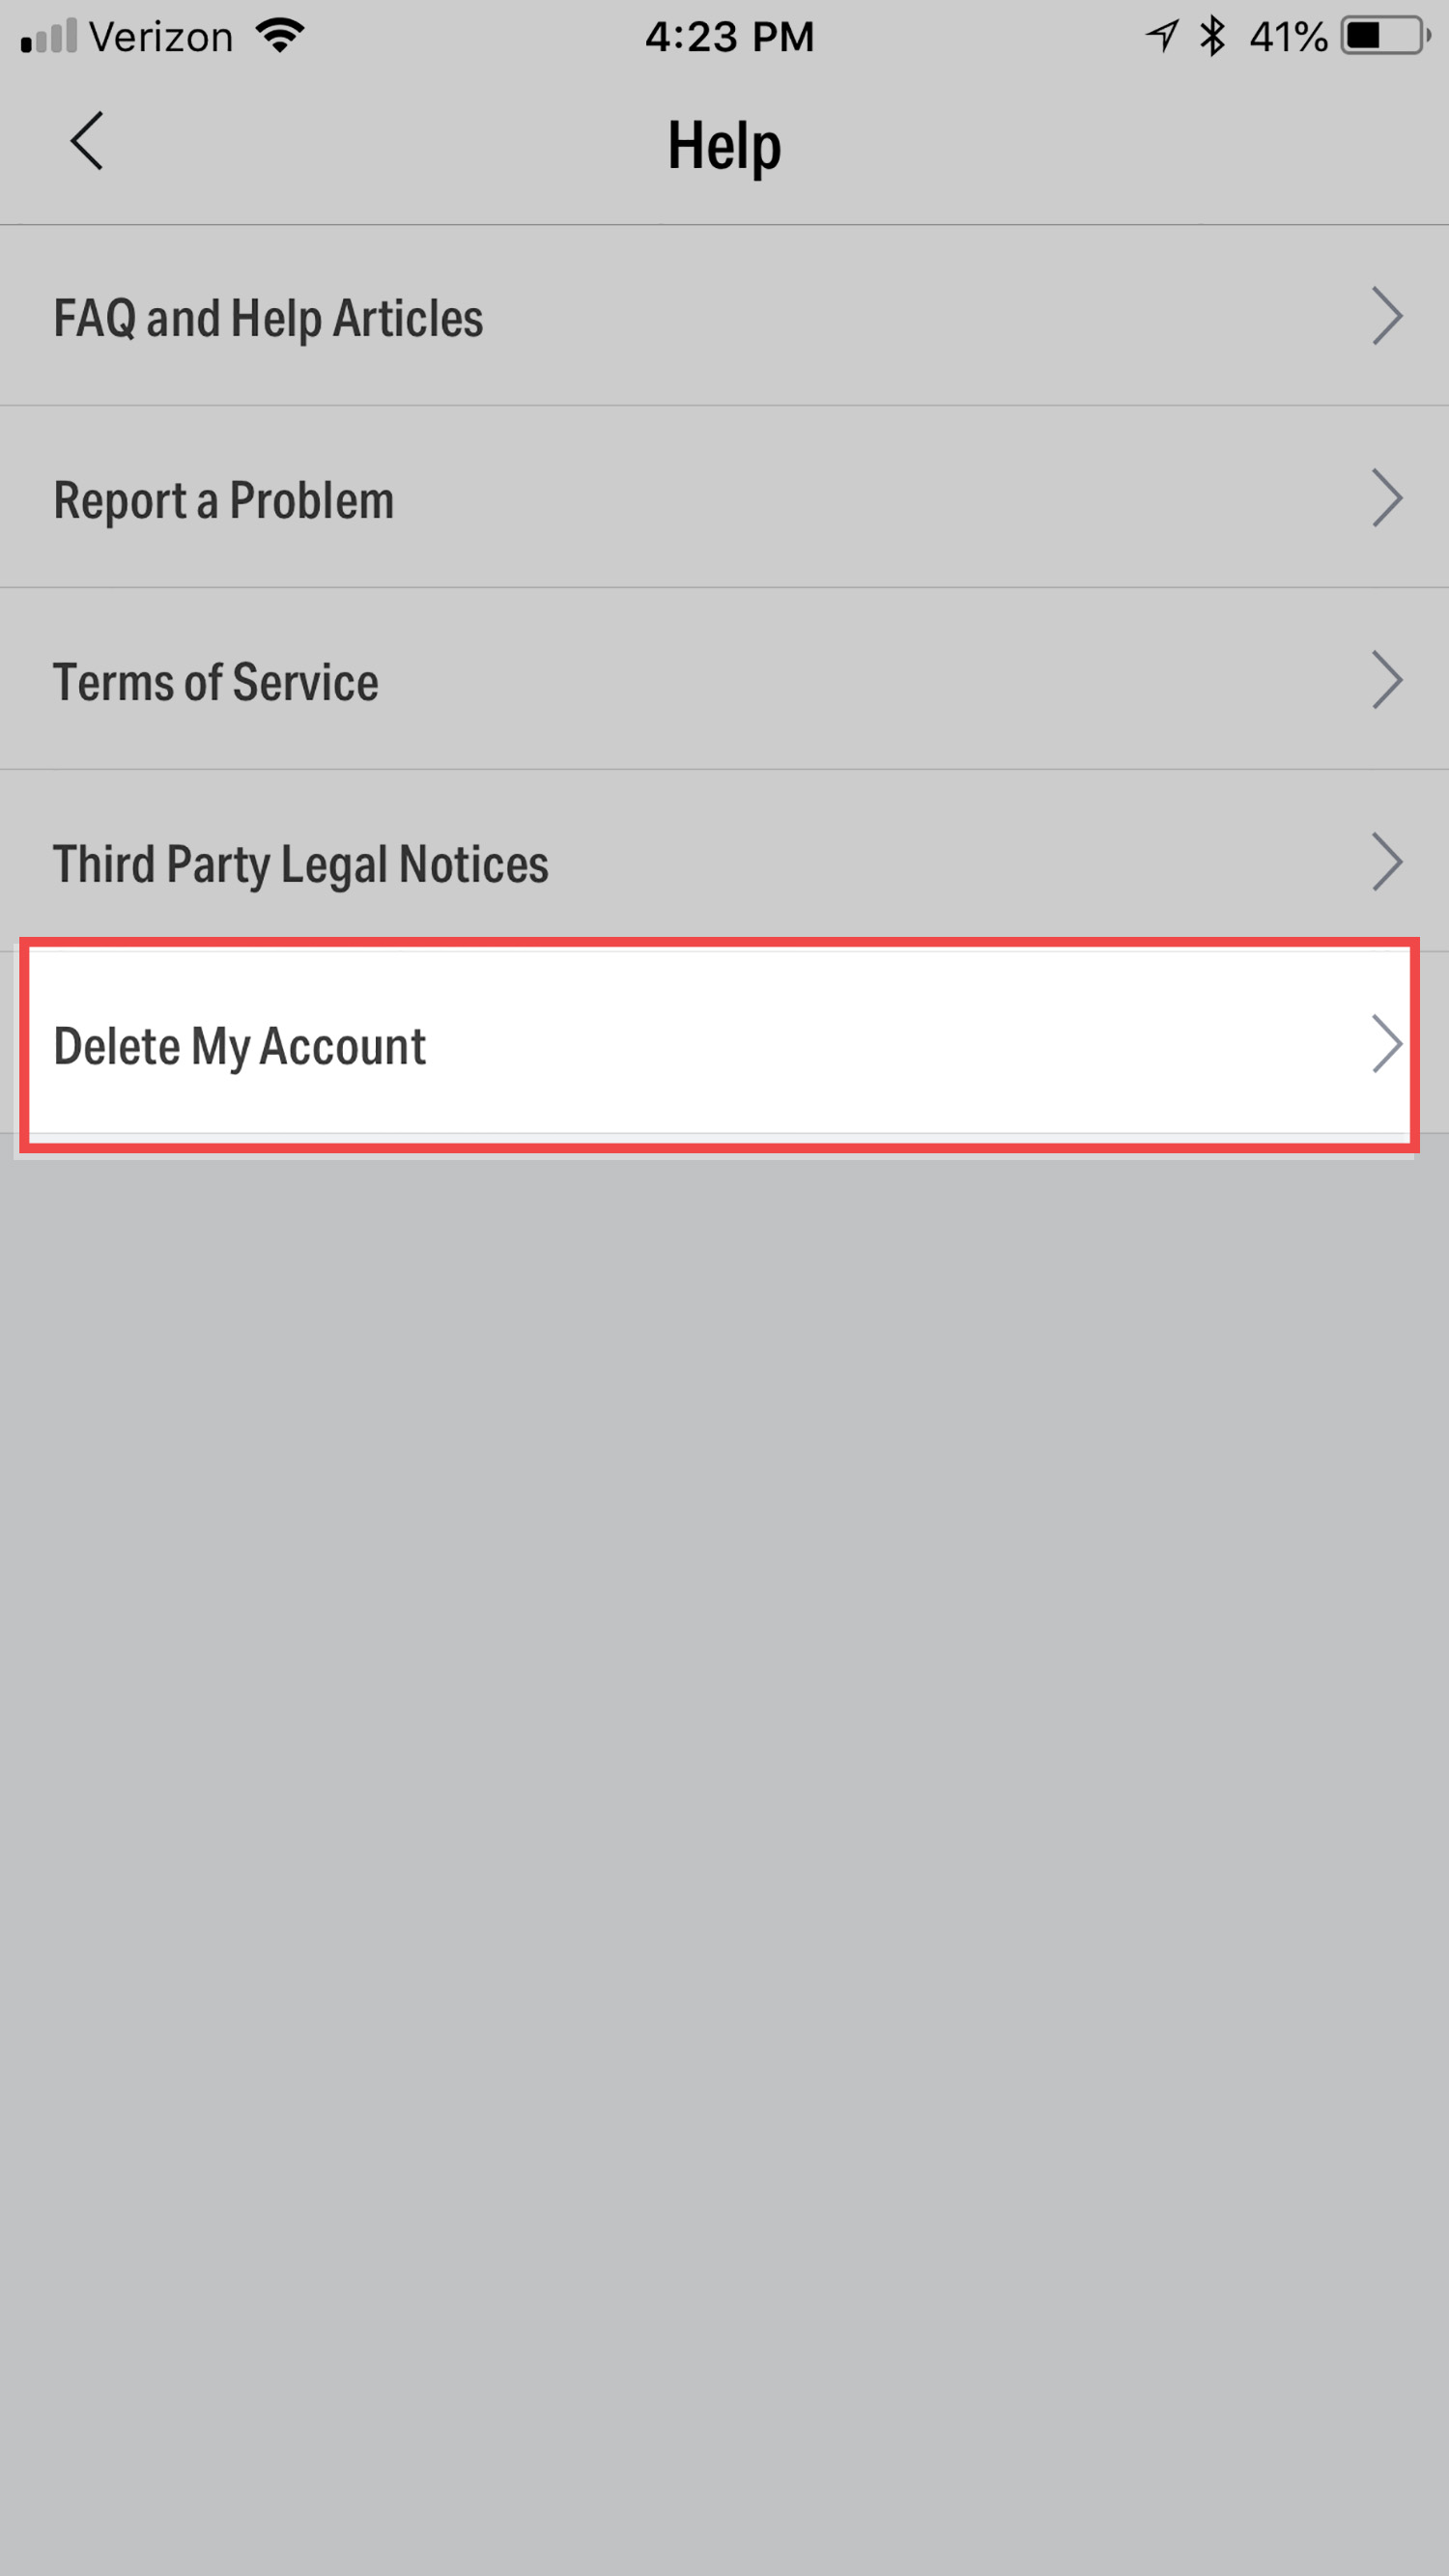 Verizon 4:23 PM 41%
Help
FAQ and Help Articles
Report a Problem
Terms of Service
Third Party Legal Notices
Delete My Account